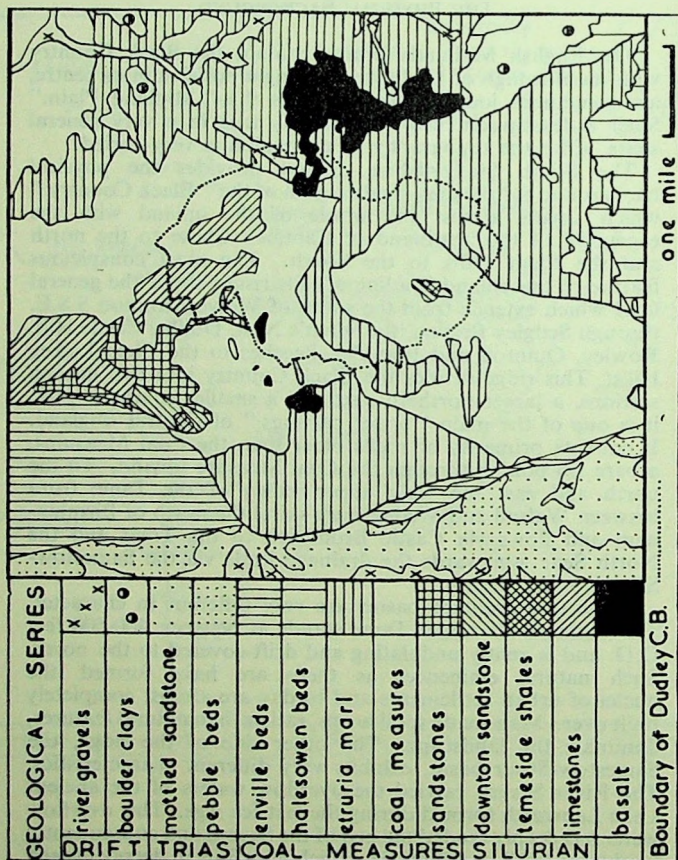 GEOLOGICAL SERIES
DRIFT
river gravels
boulder clays
TRIAS
mottled sandstone
pebble beds
COAL MEASURES
enville beds
halesowen beds
etruria marl
coal measures
sandstones
SILURIAN
downton sandstone
temeside shales
limestones
basalt
Boundary of Dudley C.B.
one mile